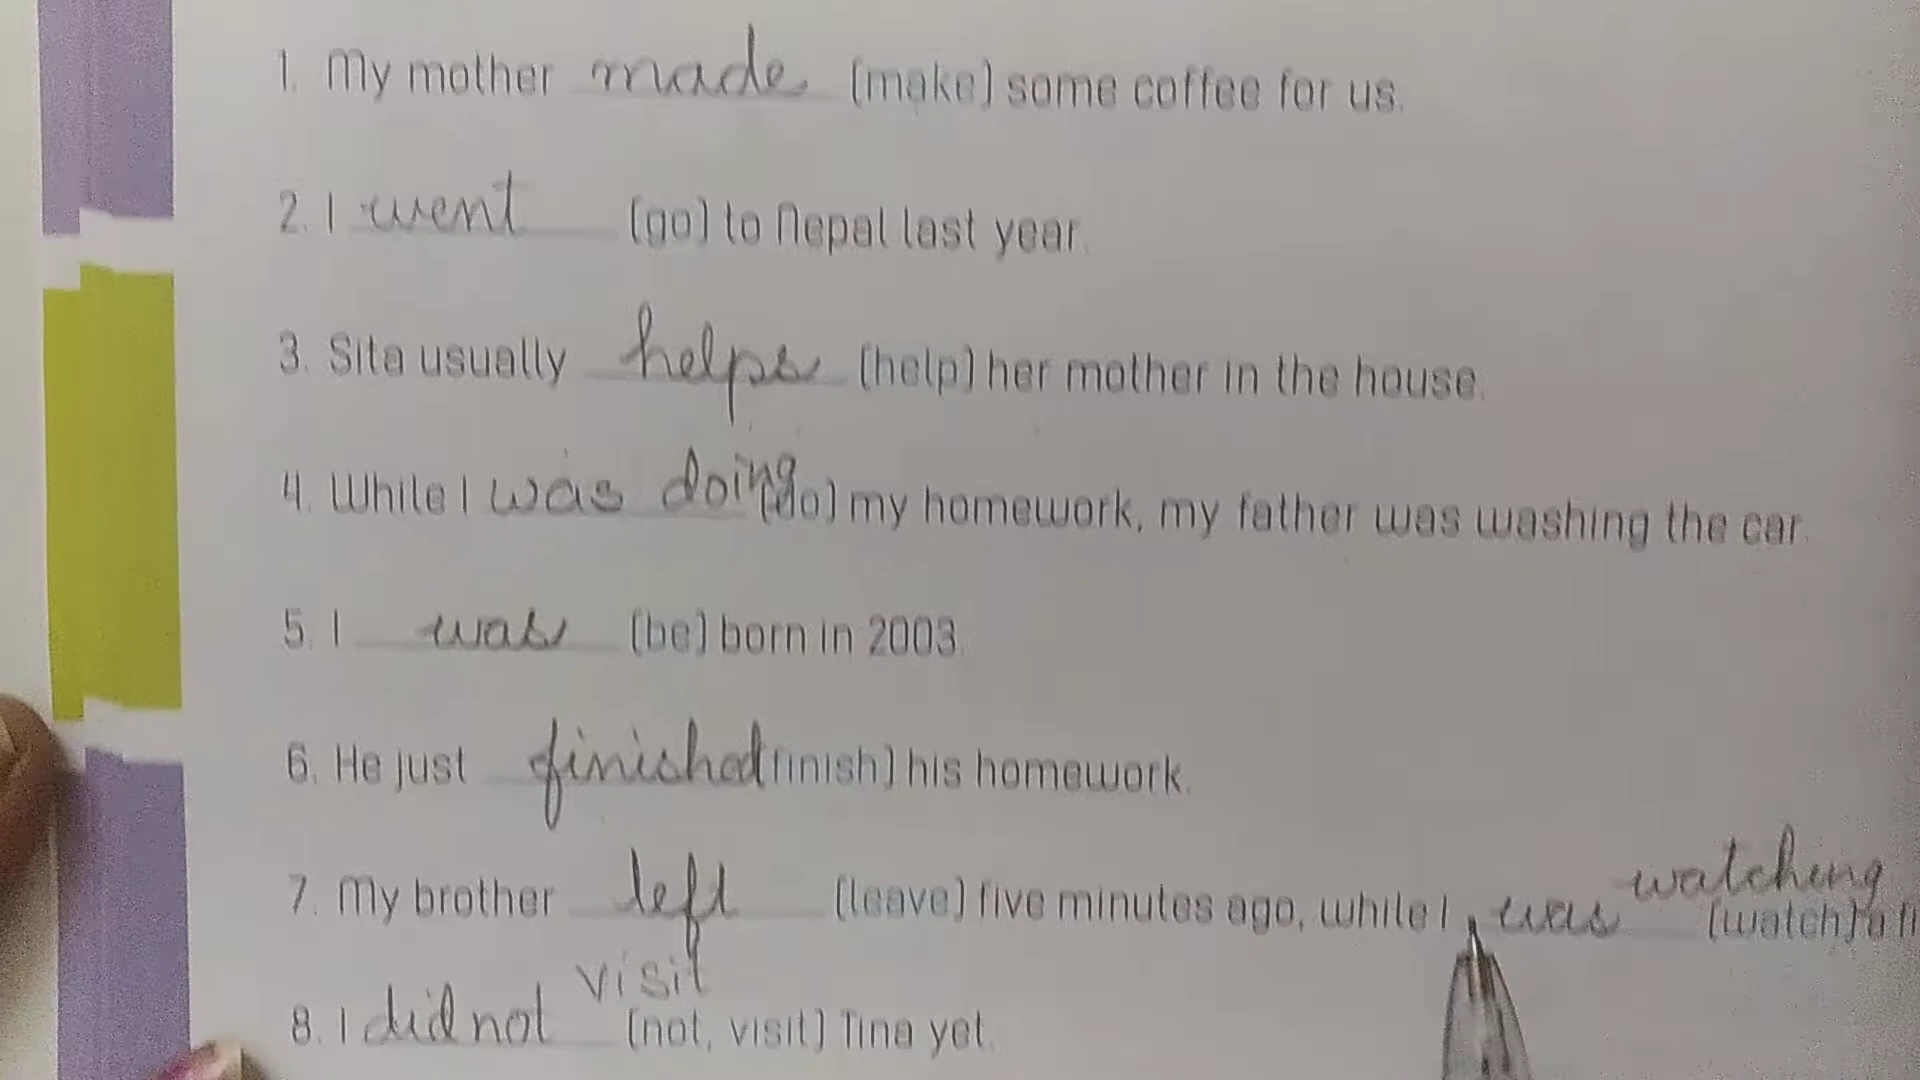 1. My mother made (make) some coffee for us.
2. I went (go) to Nepal last year.
3. Sita usually helps (help) her mother in the house.
4. While I was doing (do) my homework, my father was washing the car.
5. I was (be) born in 2003.
6. He just finished finish) his homework.
7. My brother left (leave) five minutes ago, while I was watching (watch) a
8. I did not visit (not, visit) Tina yet.